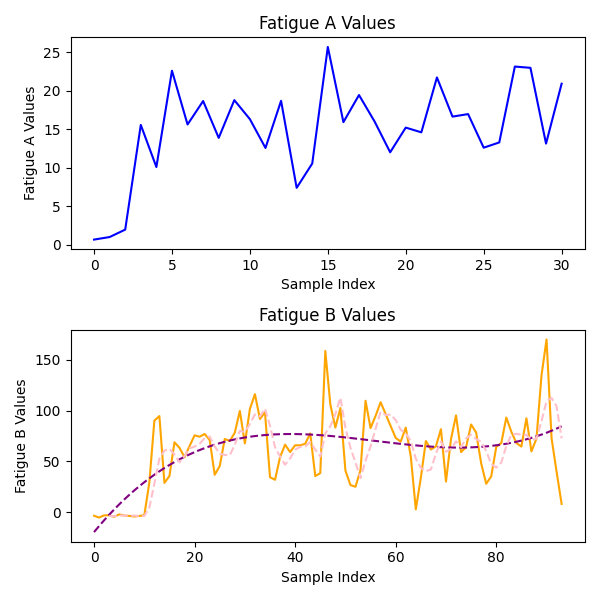 Fatigue A Values
25
20
15
10
5
0
Fatigue A Values
0 5 10 15 20 25 30
Sample Index
Fatigue B Values
150
100
50
0
Fatigue B Values
0 20 40 60 80
Sample Index